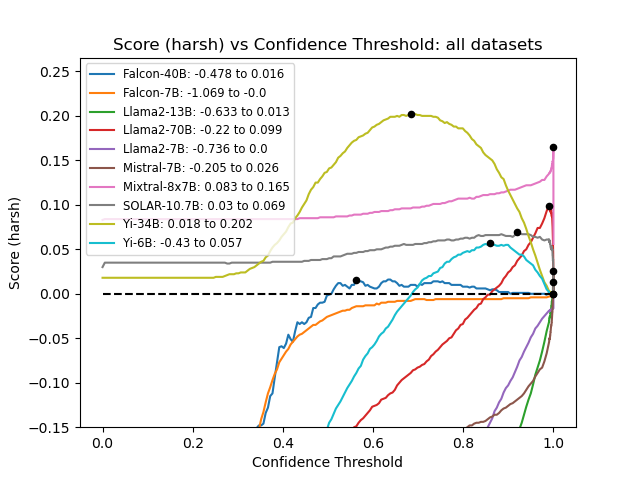 Score (harsh) vs Confidence Threshold: all datasets
Score (harsh)
0.25
0.20
0.15
0.10
0.05
0.00
−0.05
−0.10
−0.15
Falcon-40B: -0.478 to 0.016
Falcon-7B: -1.069 to -0.0
Llama2-13B: -0.633 to 0.013
Llama2-70B: -0.22 to 0.099
Llama2-7B: -0.736 to 0.0
Mistral-7B: -0.205 to 0.026
Mixtral-8x7B: 0.083 to 0.165
SOLAR-10.7B: 0.03 to 0.069
Yi-34B: 0.018 to 0.202
Yi-6B: -0.43 to 0.057
0.0 0.2 0.4 0.6 0.8 1.0
Confidence Threshold